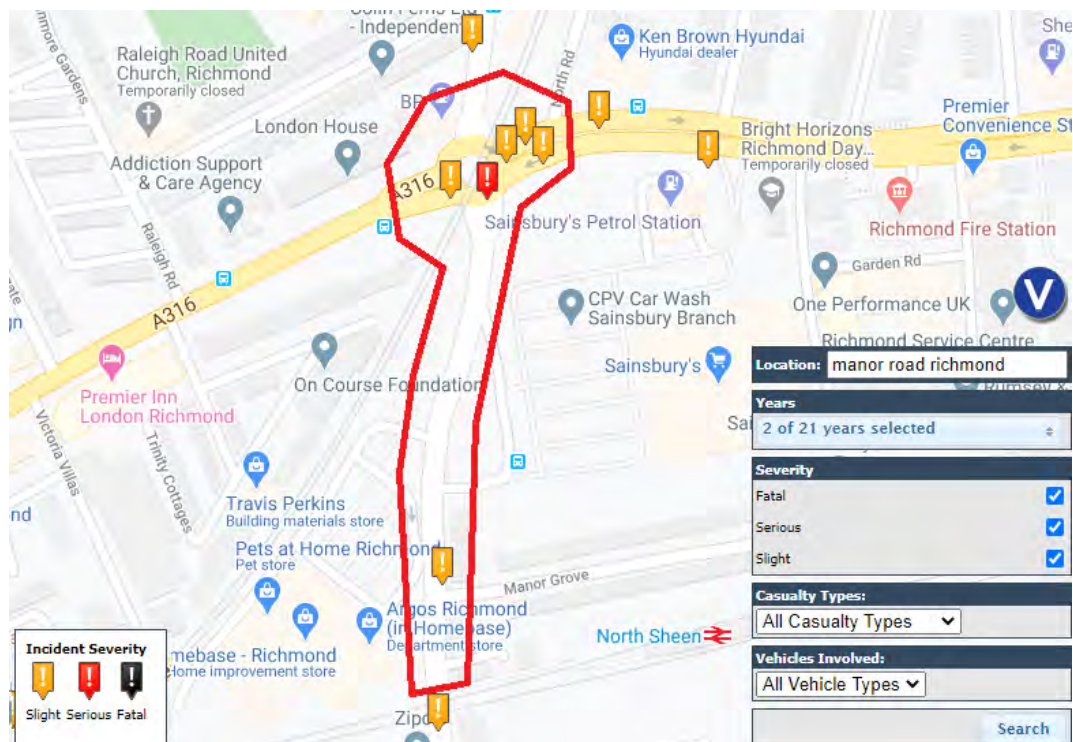 - Independent
Ken Brown Hyundai
Hyundai dealer
Raleigh Road United
Church, Richmond
Temporarily closed
North Rd
BP
London House
Premier
Convenience St
Bright Horizons
Richmond Day...
Temporarily closed
Addiction Support
& Care Agency
A316
Sainsbury's Petrol Station
Richmond Fire Station
Raleigh Rd
Garden Rd
A316
CPV Car Wash
Sainsbury Branch
One Performance UK
V
Richmond Service Centre
On Course Foundation
Sainsbury's
Location: manor road richmond
Premier Inn
London Richmond
Years
2 of 21 years selected
Victoria Villas
Trinity Cottages
Severity
Fatal
Serious
Slight
Travis Perkins
Building materials store
Pets at Home Richmond
Pet store
Manor Grove
Argos Richmond
(in Homebase)
Department store
North Sheen
Casualty Types:
All Casualty Types
Vehicles Involved:
All Vehicle Types
Search
Incident Severity
Slight Serious Fatal
mebase - Richmond
Home improvement store